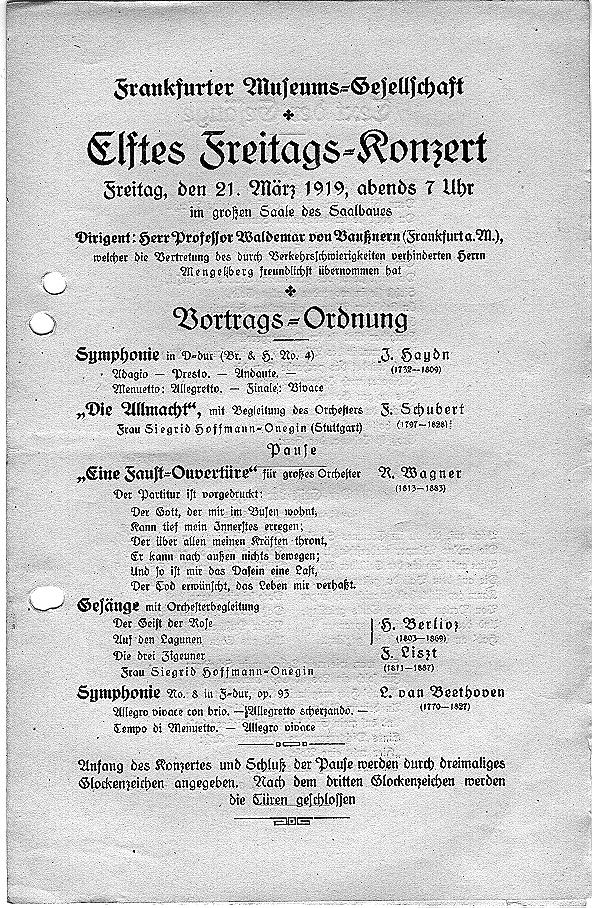 Frankfurter Museums-Gesellschaft
Elftes Freitags-Konzert
Freitag, den 21. März 1919, abends 7 Uhr
im großen Saale des Saalbaues
Dirigent: Herr Professor Waldemar von Baußnern (Frankfurt a. M.),
welcher die Vertretung des durch Verkehrsschwierigkeiten verhinderten Herrn
Mengelberg freundlichst übernommen hat
Vortrags-Ordnung
Symphonie in D-dur (Br. & H. No. 4) J. Haydn
Adagio — Presto. — Andante. — (1732—1809)
Menuetto: Allegretto. — Finale: Vivace
„Die Allmacht“, mit Begleitung des Orchesters F. Schubert
Frau Siegrid Hoffmann-Onegin (Stuttgart) (1797—1828)
Pause
„Eine Faust-Ouvertüre“ für großes Orchester R. Wagner
Der Partitur ist vorgedruckt: (1813—1883)
Der Gott, der mir im Busen wohnt,
Kann tief mein Innerstes erregen;
Der über allen meinen Kräften thront,
Er kann nach außen nichts bewegen;
Und so ist mir das Dasein eine Last,
Der Tod erwünscht, das Leben mir verhaßt.
Gesänge mit Orchesterbegleitung
Der Geist der Rose H. Berlioz
Auf den Lagunen (1803—1869)
Die drei Zigeuner F. Liszt
Frau Siegrid Hoffmann-Onegin (1811—1887)
Symphonie No. 8 in F-dur, op. 93 L. van Beethoven
Allegro vivace con brio. — Allegretto scherzando. — (1770—1827)
Tempo di Menuetto. — Allegro vivace
Anfang des Konzertes und Schluß der Pause werden durch dreimaliges
Glockenzeichen angegeben. Nach dem dritten Glockenzeichen werden
die Türen geschlossen